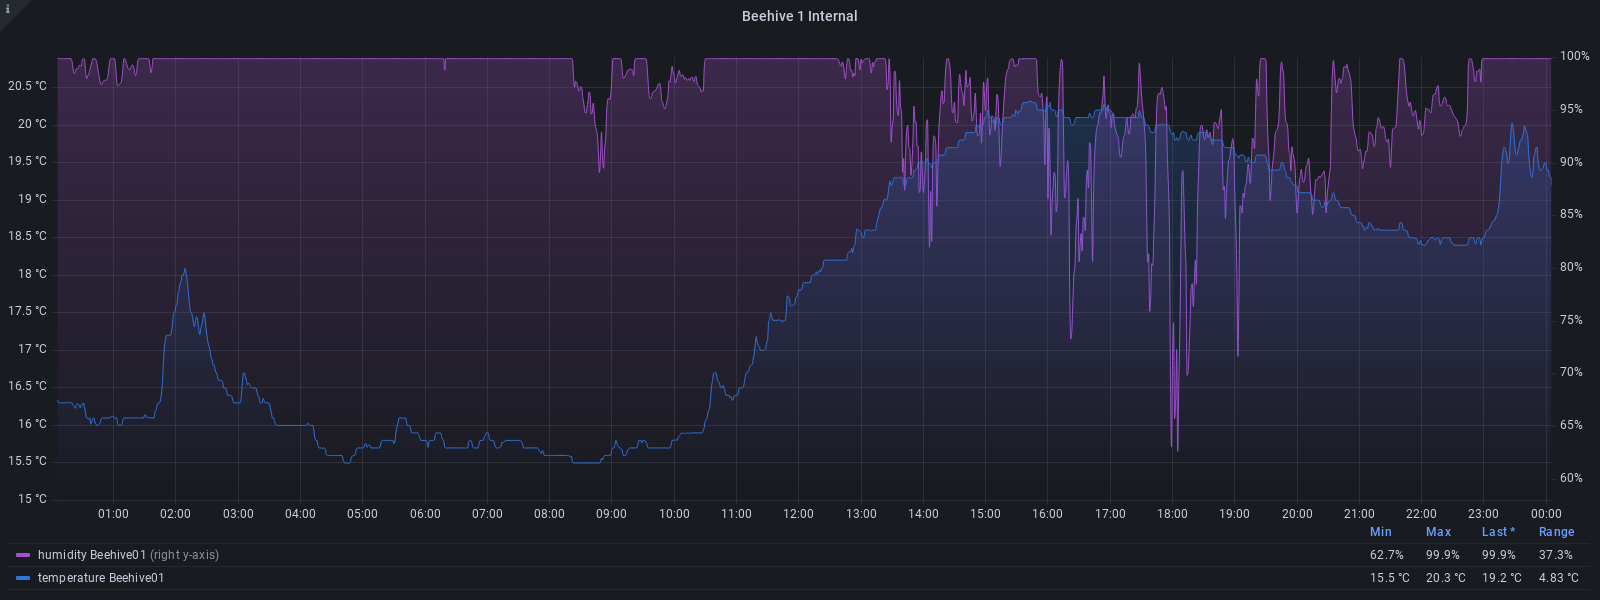 i
Beehive 1 Internal
20.5 °C
20 °C
19.5 °C
19 °C
18.5 °C
18 °C
17.5 °C
17 °C
16.5 °C
16 °C
15.5 °C
15 °C
100%
95%
90%
85%
80%
75%
70%
65%
60%
01:00 02:00 03:00 04:00 05:00 06:00 07:00 08:00 09:00 10:00 11:00 12:00 13:00 14:00 15:00 16:00 17:00 18:00 19:00 20:00 21:00 22:00 23:00 00:00
Min Max Last * Range
humidity Beehive01 (right y-axis) 62.7% 99.9% 99.9% 37.3%
temperature Beehive01 15.5 °C 20.3 °C 19.2 °C 4.83 °C